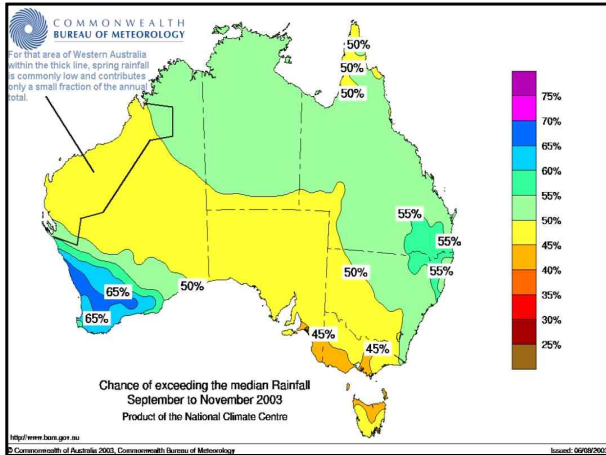 COMMONWEALTH
BUREAU OF METEOROLOGY
For that area of Western Australia
within the thick line, spring rainfall
is commonly low and contributes
only a small fraction of the annual
total.
50%
50%
50%
75%
70%
65%
60%
55%
50%
45%
40%
35%
30%
25%
55%
55%
55%
50%
50%
65%
65%
45%
45%
Chance of exceeding the median Rainfall
September to November 2003
Product of the National Climate Centre
http://www.bom.gov.au
© Commonwealth of Australia 2003, Commonwealth Bureau of Meteorology
Issued: 06/08/2003